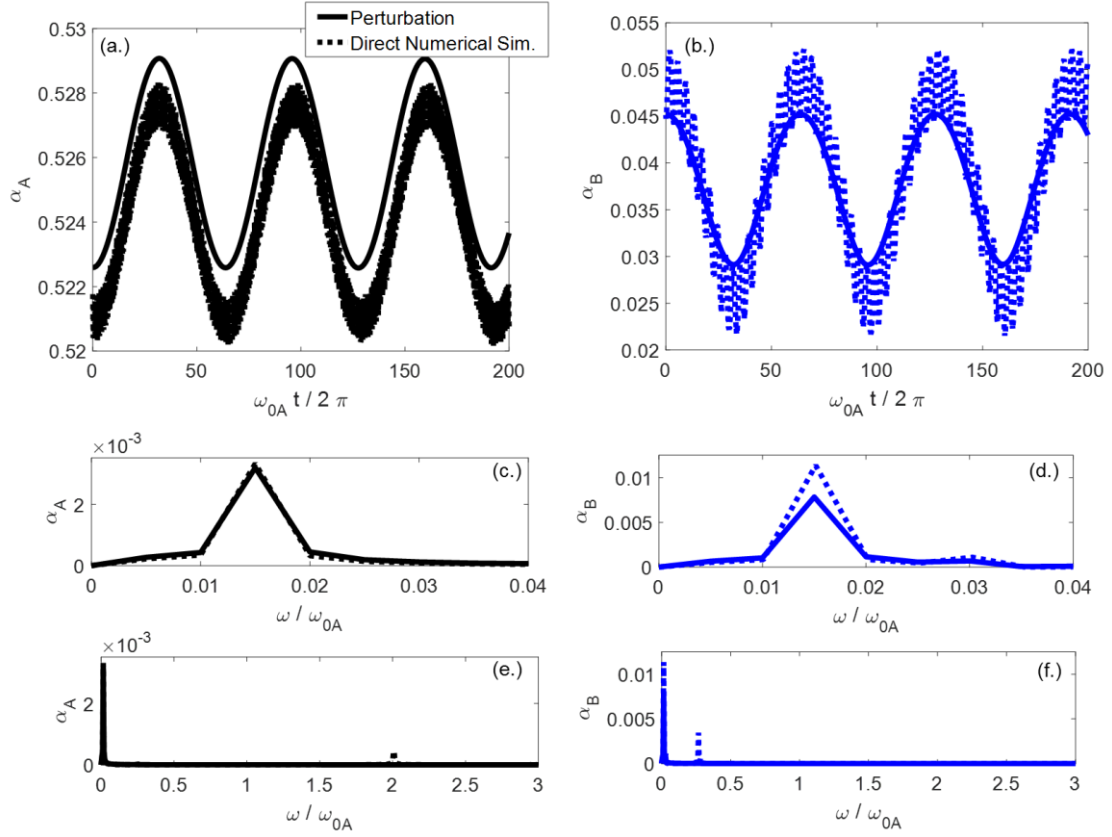 (a.)
Perturbation
Direct Numerical Sim.
0.53
0.528
0.526
0.524
0.522
0.52
α_A
0 50 100 150 200
ω_0A t / 2 π
(b.)
0.055
0.05
0.045
0.04
0.035
0.03
0.025
0.02
α_B
0 50 100 150 200
ω_0A t / 2 π
×10^-3
(c.)
2
0
α_A
0 0.01 0.02 0.03 0.04
ω / ω_0A
(d.)
0.01
0.005
0
α_B
0 0.01 0.02 0.03 0.04
ω / ω_0A
×10^-3
(e.)
2
0
α_A
0 0.5 1 1.5 2 2.5 3
ω / ω_0A
(f.)
0.01
0.005
0
α_B
0 0.5 1 1.5 2 2.5 3
ω / ω_0A